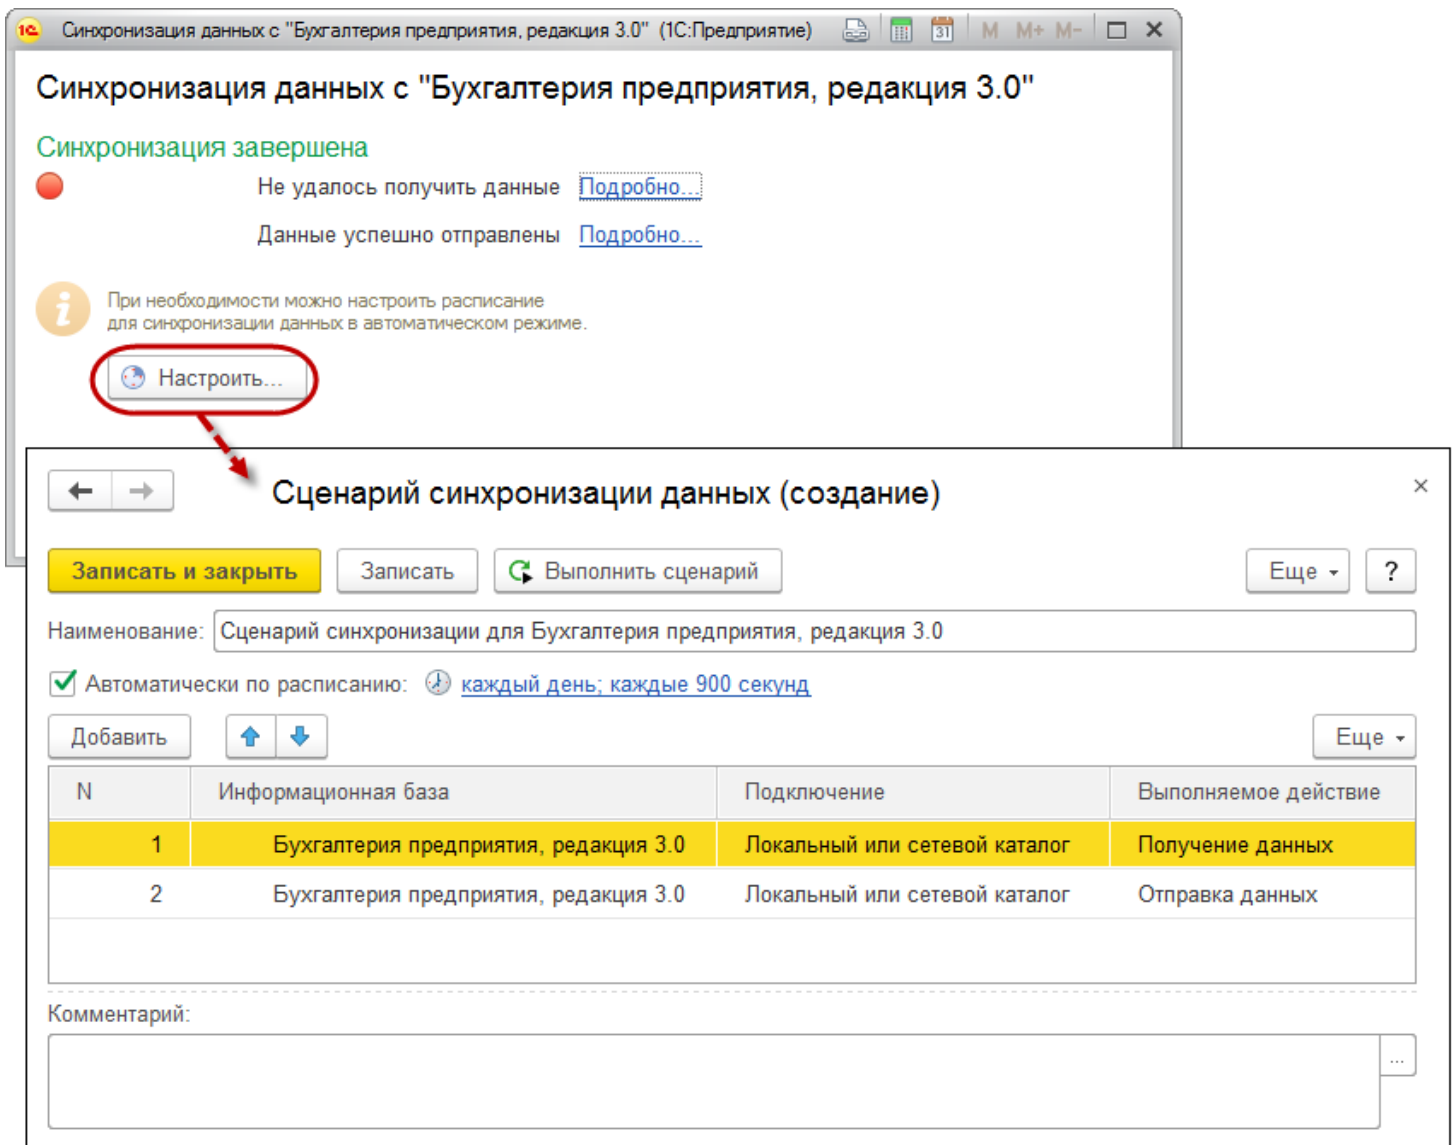 1С Синхронизация данных с "Бухгалтерия предприятия, редакция 3.0" (1С:Предприятие) 31 M M+ M-
Синхронизация данных с "Бухгалтерия предприятия, редакция 3.0"
Синхронизация завершена
Не удалось получить данные Подробно...
Данные успешно отправлены Подробно...
i
При необходимости можно настроить расписание
для синхронизации данных в автоматическом режиме.
Настроить...
Сценарий синхронизации данных (создание)
Записать и закрыть Записать Выполнить сценарий Еще ?
Наименование: Сценарий синхронизации для Бухгалтерия предприятия, редакция 3.0
Автоматически по расписанию: каждый день; каждые 900 секунд
Добавить Еще
N Информационная база Подключение Выполняемое действие
1 Бухгалтерия предприятия, редакция 3.0 Локальный или сетевой каталог Получение данных
2 Бухгалтерия предприятия, редакция 3.0 Локальный или сетевой каталог Отправка данных
Комментарий:
...